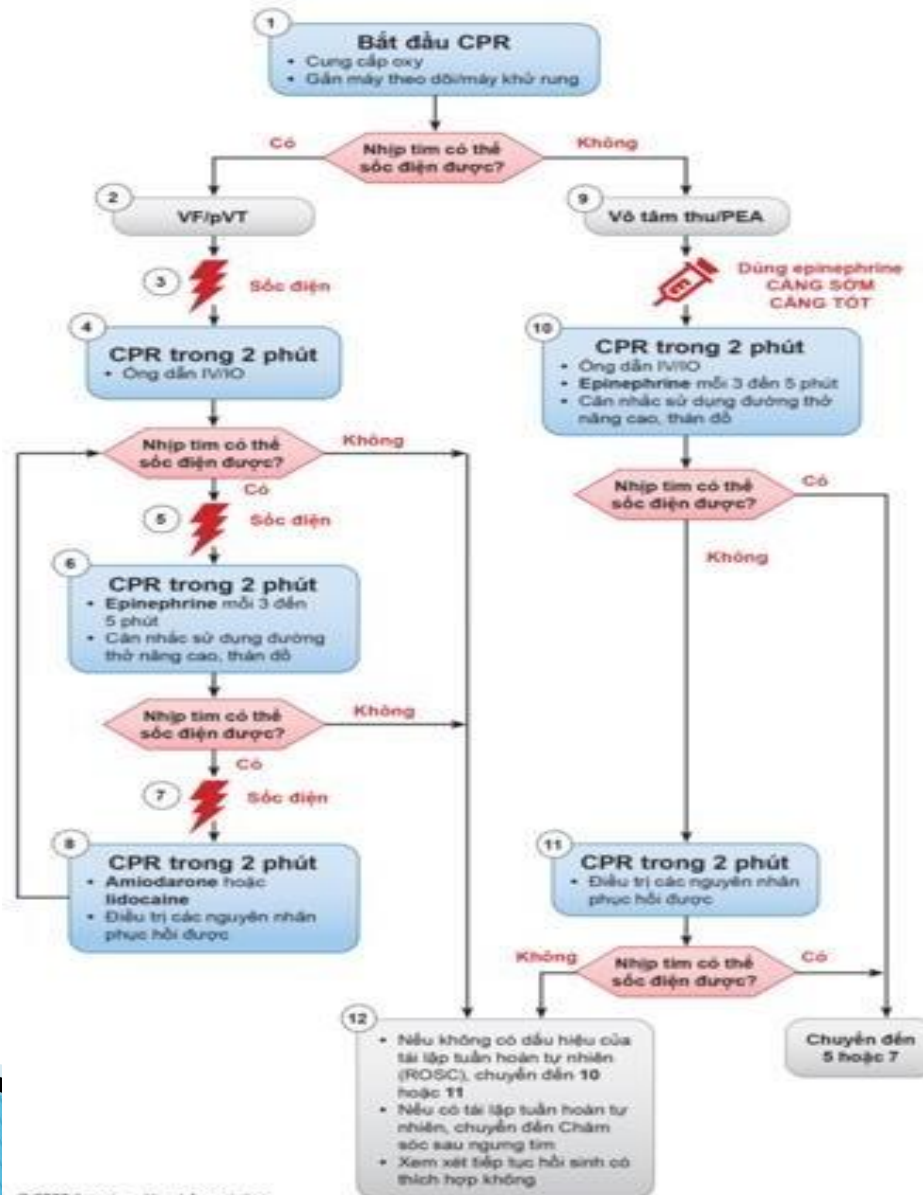 1
Bắt đầu CPR
• Cung cấp oxy
• Gắn máy theo dõi/máy khử rung
Nhịp tim có thể
sốc điện được?
Có
Không
2
VF/pVT
3
Sốc điện
4
CPR trong 2 phút
• Ống dẫn IV/IO
Nhịp tim có thể
sốc điện được?
Không
Có
5
Sốc điện
6
CPR trong 2 phút
• Epinephrine mỗi 3 đến
5 phút
• Cân nhắc sử dụng đường
thở nâng cao, thán đồ
Nhịp tim có thể
sốc điện được?
Không
Có
7
Sốc điện
8
CPR trong 2 phút
• Amiodarone hoặc
lidocaine
• Điều trị các nguyên nhân
phục hồi được
9
Vô tâm thu/PEA
Dùng epinephrine
CÀNG SỚM
CÀNG TỐT
10
CPR trong 2 phút
• Ống dẫn IV/IO
• Epinephrine mỗi 3 đến 5 phút
• Cân nhắc sử dụng đường thở
nâng cao, thán đồ
Nhịp tim có thể
sốc điện được?
Có
Không
11
CPR trong 2 phút
• Điều trị các nguyên nhân
phục hồi được
Nhịp tim có thể
sốc điện được?
Không
Có
12
• Nếu không có dấu hiệu của
tái lập tuần hoàn tự nhiên
(ROSC), chuyển đến 10
hoặc 11
• Nếu có tái lập tuần hoàn tự
nhiên, chuyển đến Chăm
sóc sau ngưng tim
• Xem xét tiếp tục hồi sinh có
thích hợp không
Chuyển đến
5 hoặc 7